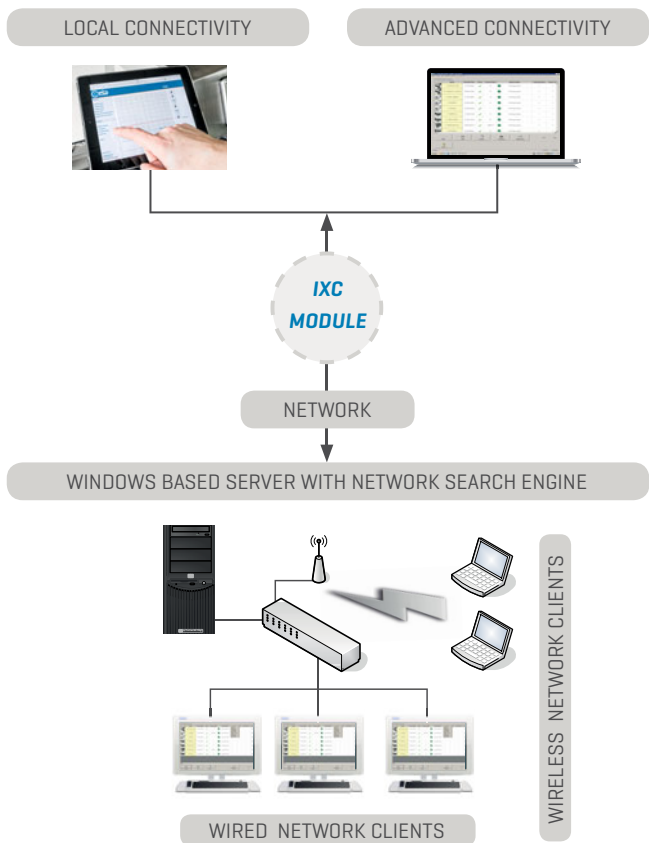 LOCAL CONNECTIVITY
ADVANCED CONNECTIVITY
IXC
MODULE
NETWORK
WINDOWS BASED SERVER WITH NETWORK SEARCH ENGINE
WIRELESS NETWORK CLIENTS
WIRED NETWORK CLIENTS